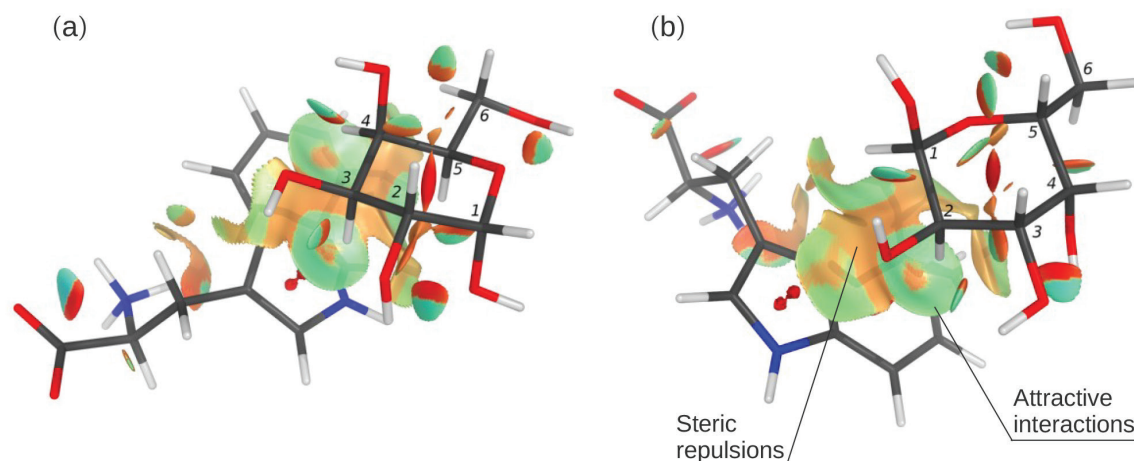 (a)
(b)
4
6
5
3
2
1
6
5
1
4
2
3
Steric
repulsions
Attractive
interactions